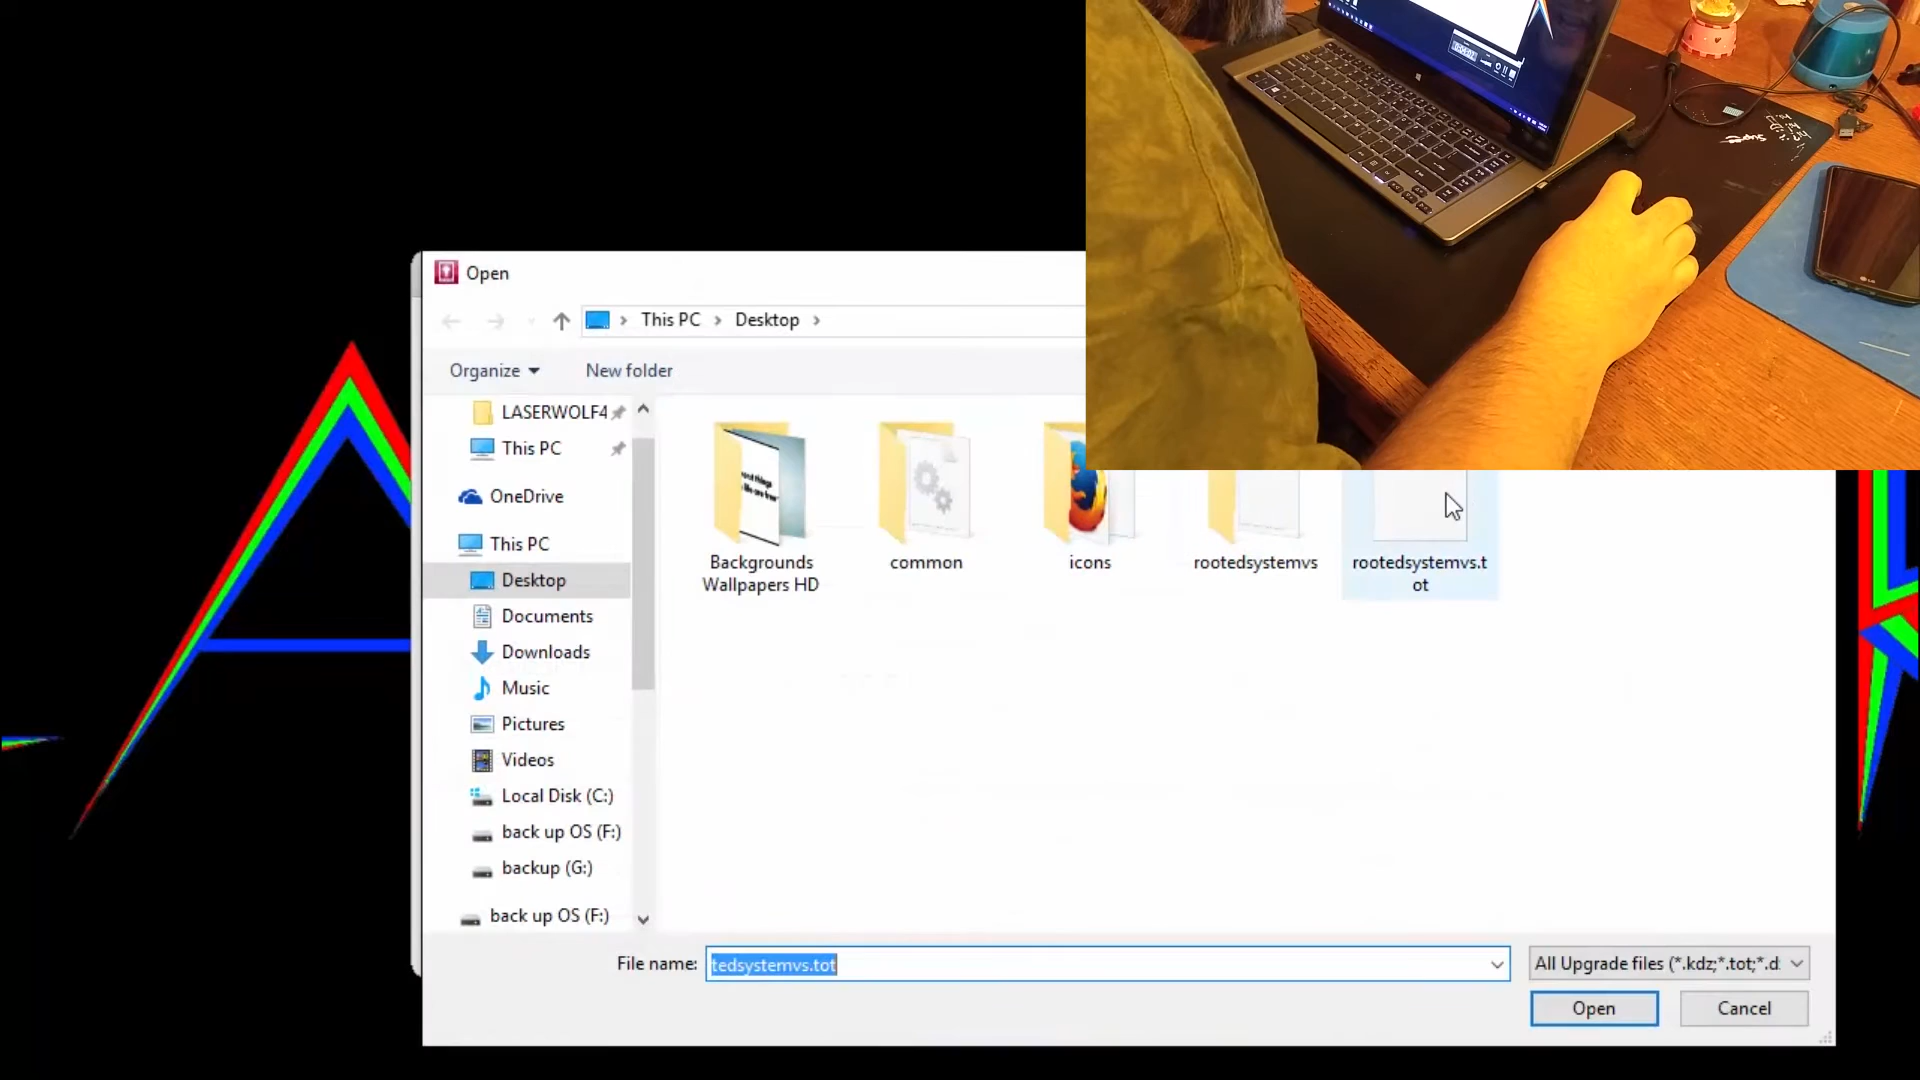 Open
This PC
Desktop
Organize
New folder
LASERWOLF4
This PC
OneDrive
This PC
Desktop
Documents
Downloads
Music
Pictures
Videos
Local Disk (C:)
back up OS (F:)
backup (G:)
back up OS (F:)
Backgrounds
Wallpapers HD
common
icons
rootedsystemvs
rootedsystemvs.t
ot
File name:
tedsystemvs.tot
All Upgrade files (*.kdz;*.tot;*.d
Open
Cancel